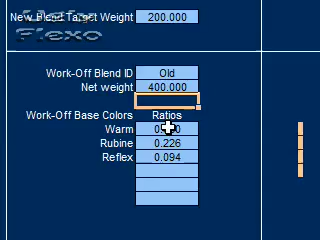 New Blend Target Weight 200.000
Flexo
Work-Off Blend ID Old
Net weight 400.000
Work-Off Base Colors Ratios
Warm
Rubine 0.226
Reflex 0.094